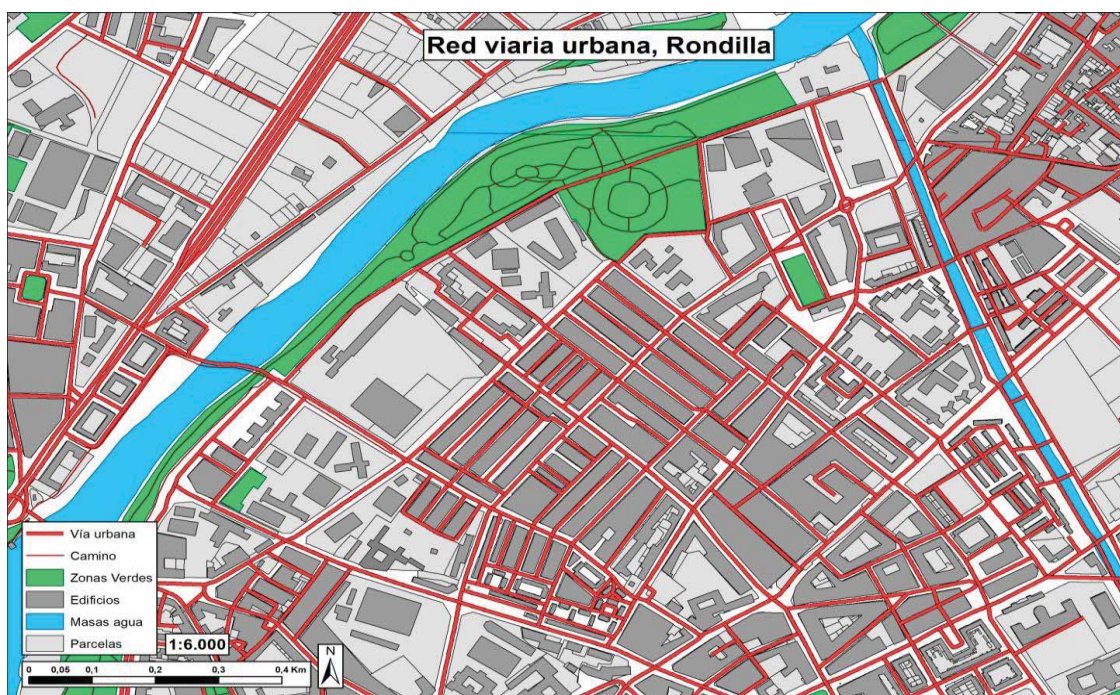 Red viaria urbana, Rondilla
Vía urbana
Camino
Zonas Verdes
Edificios
Masas agua
Parcelas
1:6.000
N
0 0,05 0,1 0,2 0,3 0,4 Km